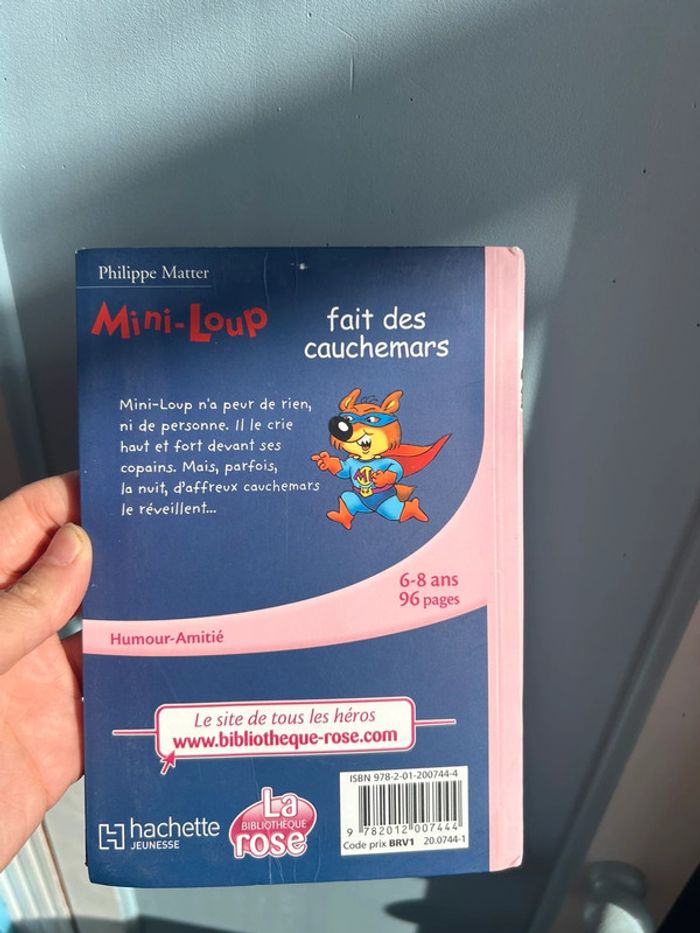 Philippe Matter
Mini-Loup
fait des
cauchemars
Mini-Loup n'a peur de rien,
ni de personne. Il le crie
haut et fort devant ses
copains. Mais, parfois,
la nuit, d'affreux cauchemars
le réveillent...
M
6-8 ans
96 pages
Humour-Amitié
Le site de tous les héros
www.bibliotheque-rose.com
hachette
JEUNESSE
La
BIBLIOTHÈQUE
rose
ISBN 978-2-01-200744-4
9 782012 007444
Code prix BRV1 20.0744-1